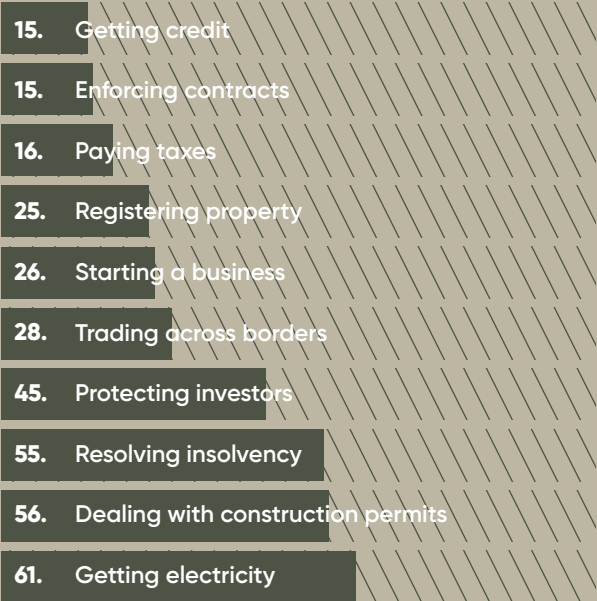 15. Getting credit
15. Enforcing contracts
16. Paying taxes
25. Registering property
26. Starting a business
28. Trading across borders
45. Protecting investors
55. Resolving insolvency
56. Dealing with construction permits
61. Getting electricity